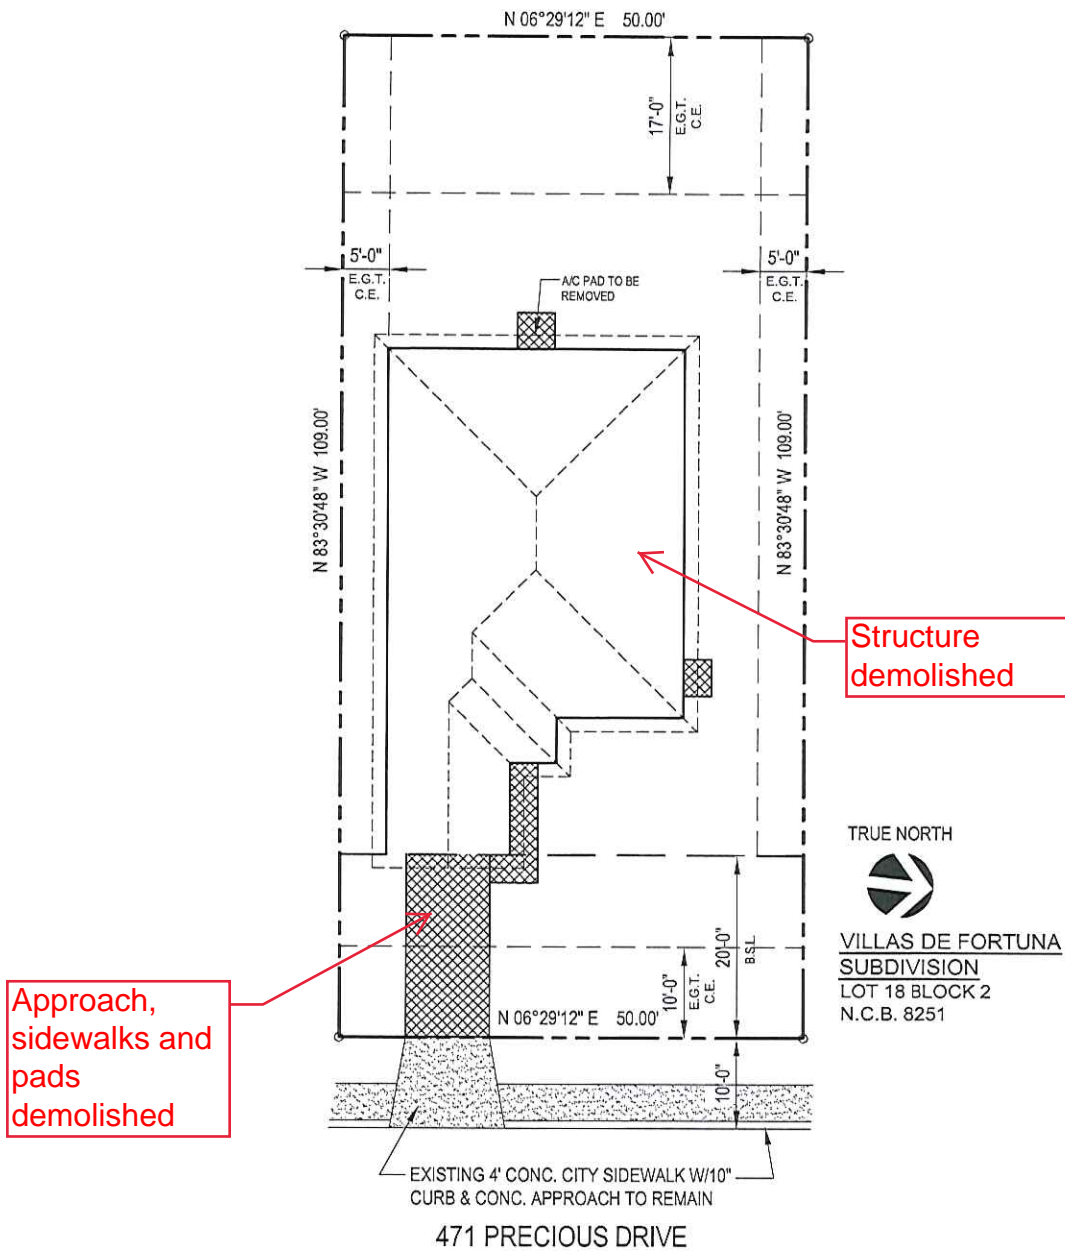 N 06°29'12" E 50.00'
17'-0"
E.G.T.
C.E.
5'-0"
E.G.T.
C.E.
5'-0"
E.G.T.
C.E.
A/C PAD TO BE
REMOVED
N 83°30'48" W 109.00'
N 83°30'48" W 109.00'
Structure
demolished
TRUE NORTH
VILLAS DE FORTUNA
SUBDIVISION
LOT 18 BLOCK 2
N.C.B. 8251
20'-0"
B.S.L.
10'-0"
E.G.T.
C.E.
Approach,
sidewalks and
pads
demolished
N 06°29'12" E 50.00'
10'-0"
EXISTING 4' CONC. CITY SIDEWALK W/10"
CURB & CONC. APPROACH TO REMAIN
471 PRECIOUS DRIVE